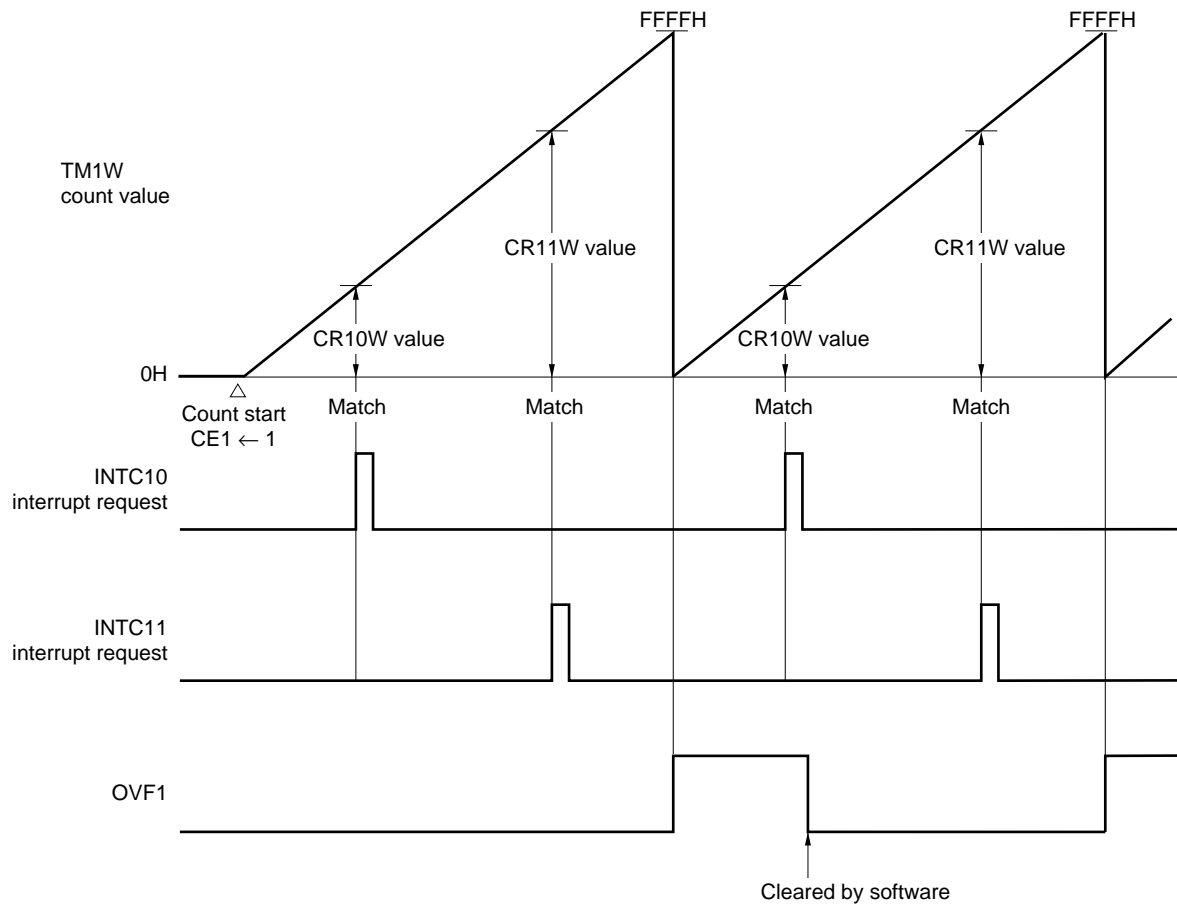 FFFFH
FFFFH
TM1W
count value
CR11W value
CR11W value
CR10W value
CR10W value
0H
Match
Match
Match
Match
Count start
CE1 ← 1
INTC10
interrupt request
INTC11
interrupt request
OVF1
Cleared by software